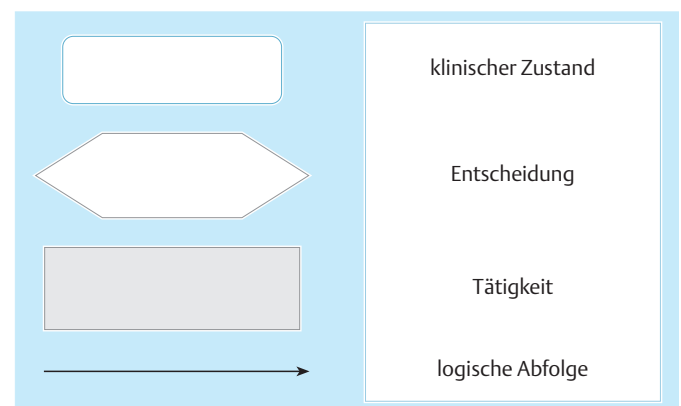 klinischer Zustand
Entscheidung
Tätigkeit
logische Abfolge